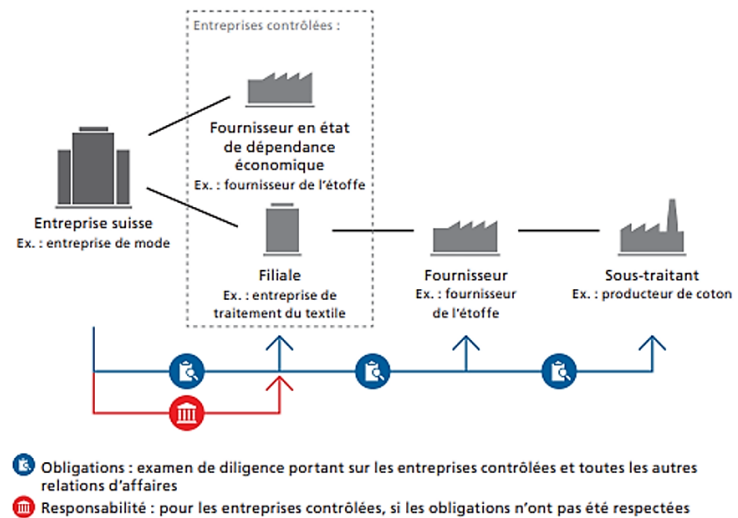 Entreprises contrôlées :
Fournisseur en état
de dépendance
économique
Ex. : fournisseur de l'étoffe
Entreprise suisse
Ex. : entreprise de mode
Filiale
Ex. : entreprise de
traitement du textile
Fournisseur
Ex. : fournisseur
de l'étoffe
Sous-traitant
Ex. : producteur de coton
Obligations : examen de diligence portant sur les entreprises contrôlées et toutes les autres
relations d'affaires
Responsabilité : pour les entreprises contrôlées, si les obligations n'ont pas été respectées